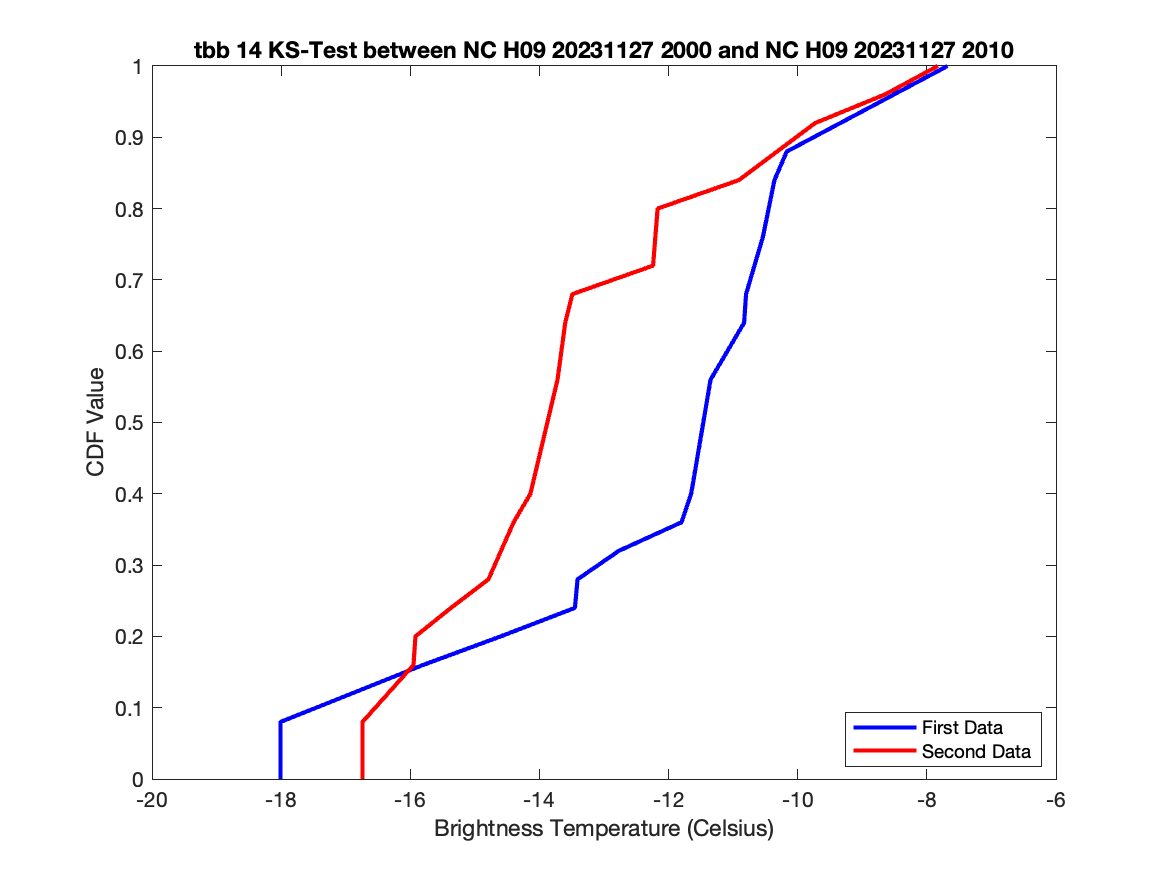 tbb 14 KS-Test between NC H09 20231127 2000 and NC H09 20231127 2010
1
0.9
0.8
0.7
0.6
0.5
0.4
0.3
0.2
0.1
0
CDF Value
First Data
Second Data
-20 -18 -16 -14 -12 -10 -8 -6
Brightness Temperature (Celsius)